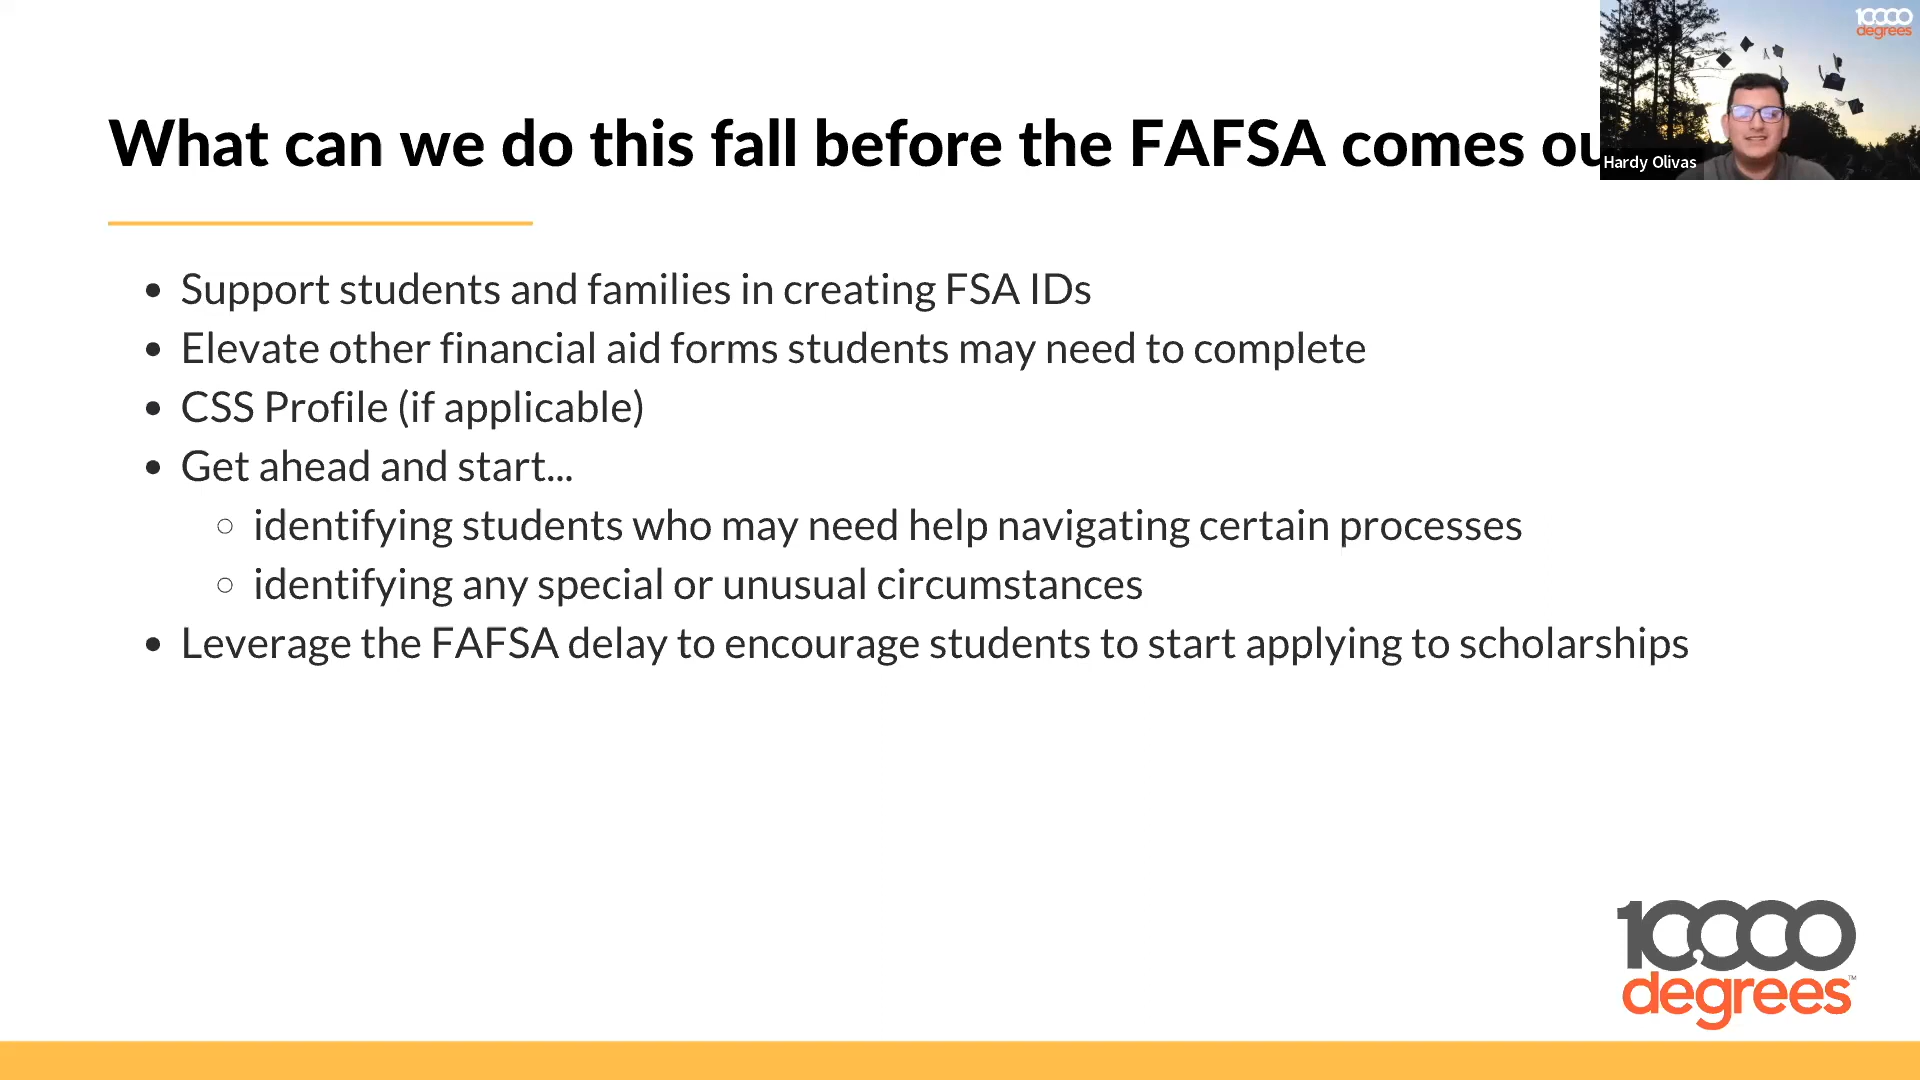 10000
degrees
What can we do this fall before the FAFSA comes ou
Hardy Olivas
• Support students and families in creating FSA IDs
• Elevate other financial aid forms students may need to complete
• CSS Profile (if applicable)
• Get ahead and start...
○ identifying students who may need help navigating certain processes
○ identifying any special or unusual circumstances
• Leverage the FAFSA delay to encourage students to start applying to scholarships
10,000
degrees™